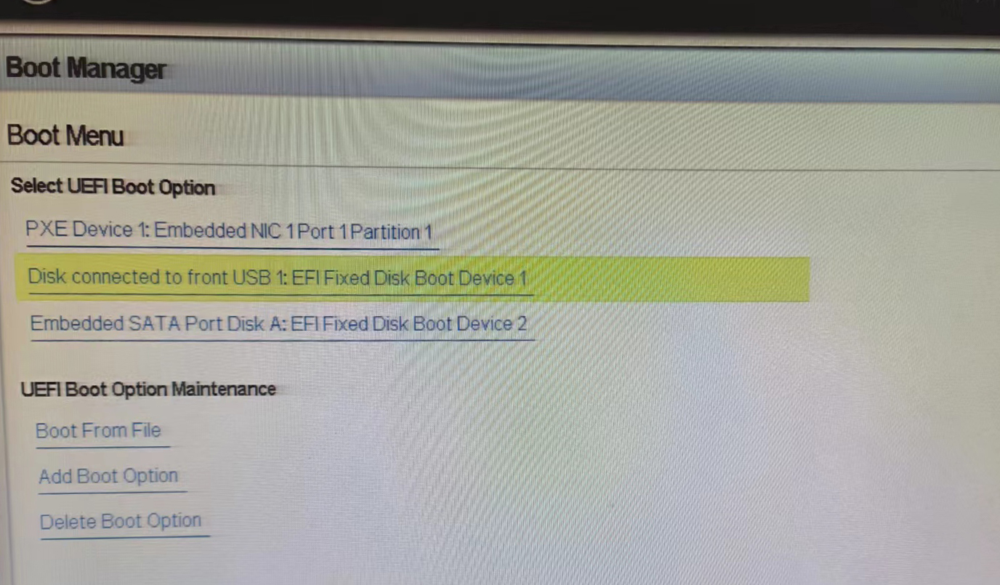 Boot Manager
Boot Menu
Select UEFI Boot Option
PXE Device 1: Embedded NIC 1 Port 1 Partition 1
Disk connected to front USB 1: EFI Fixed Disk Boot Device 1
Embedded SATA Port Disk A: EFI Fixed Disk Boot Device 2
UEFI Boot Option Maintenance
Boot From File
Add Boot Option
Delete Boot Option